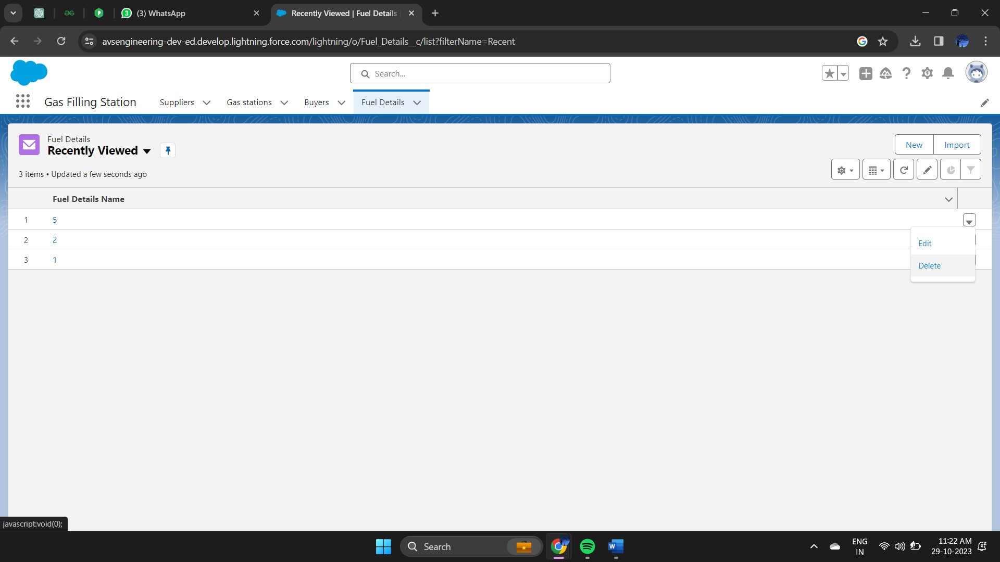 (3) WhatsApp
Recently Viewed | Fuel Details
avsengineering-dev-ed.develop.lightning.force.com/lightning/o/Fuel_Details__c/list?filterName=Recent
Search...
Gas Filling Station
Suppliers
Gas stations
Buyers
Fuel Details
Fuel Details
Recently Viewed
New
Import
3 items • Updated a few seconds ago
Fuel Details Name
1
5
2
2
3
1
Edit
Delete
javascript:void(0);
Search
ENG
IN
11:22 AM
29-10-2023